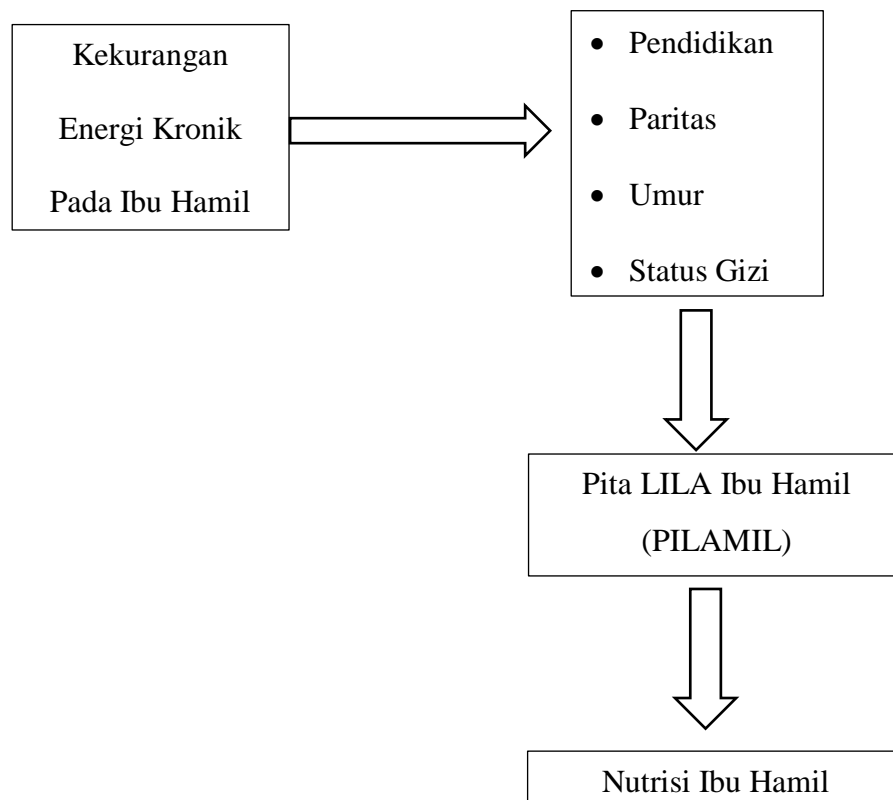 Kekurangan
Energi Kronik
Pada Ibu Hamil
• Pendidikan
• Paritas
• Umur
• Status Gizi
Pita LILA Ibu Hamil
(PILAMIL)
Nutrisi Ibu Hamil